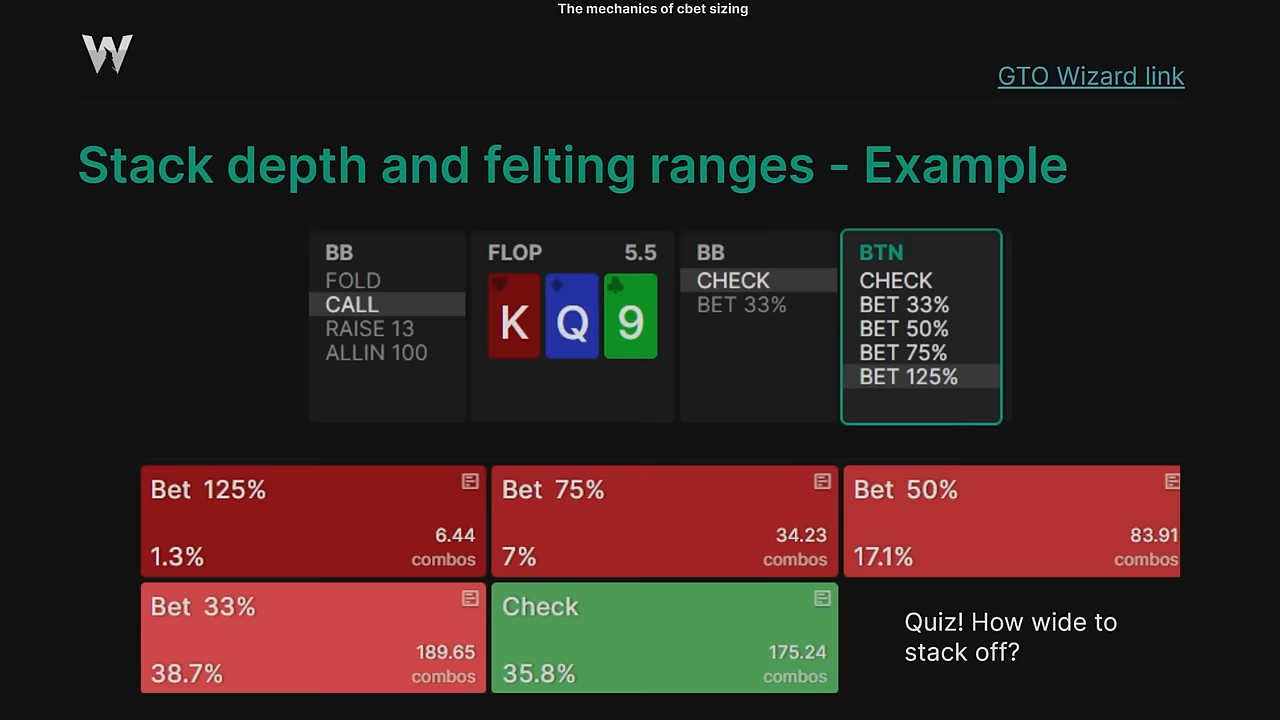 The mechanics of cbet sizing
W
GTO Wizard link
Stack depth and felting ranges - Example
BB
FOLD
CALL
RAISE 13
ALLIN 100
FLOP 5.5
K Q 9
BB
CHECK
BET 33%
BTN
CHECK
BET 33%
BET 50%
BET 75%
BET 125%
Bet 125%
6.44
1.3% combos
Bet 75%
34.23
7% combos
Bet 50%
83.91
17.1% combos
Bet 33%
189.65
38.7% combos
Check
175.24
35.8% combos
Quiz! How wide to
stack off?